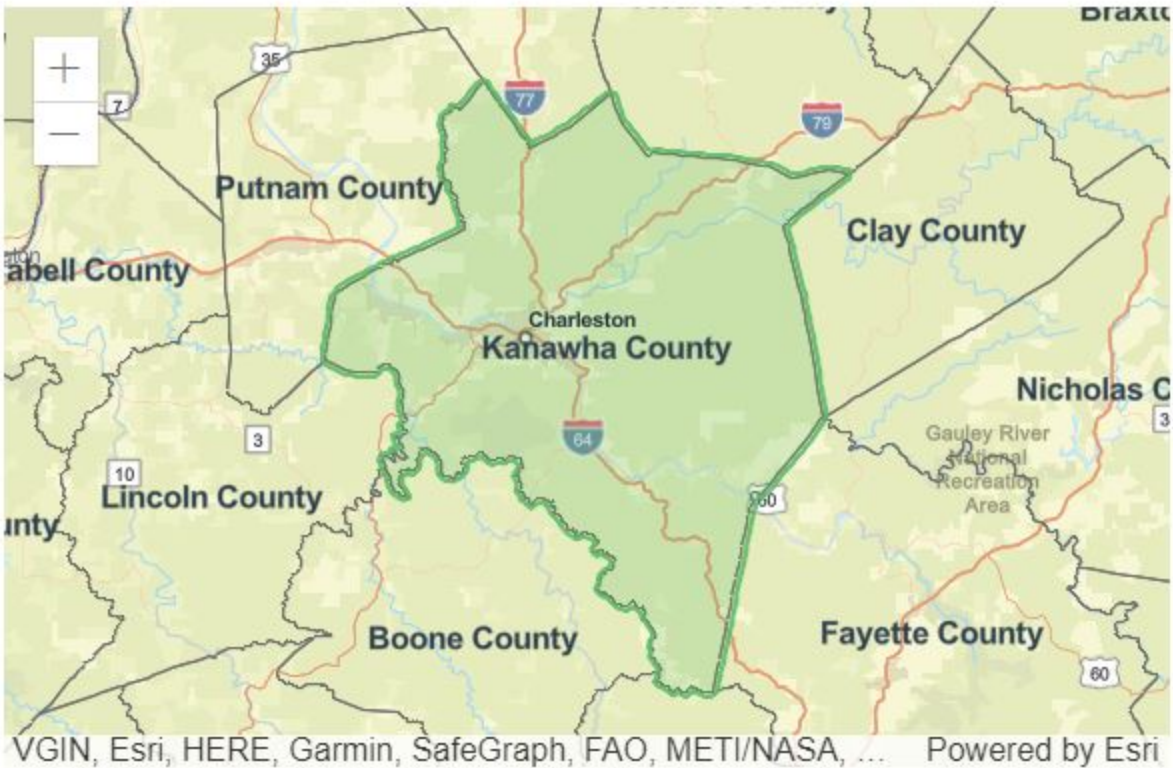 Braxto
+
35
77
7
79
−
Putnam County
Clay County
abell County
Charleston
Kanawha County
Nicholas C
3
Gauley River
National
Recreation
Area
3
64
10
Lincoln County
60
unty
Boone County
Fayette County
60
VGIN, Esri, HERE, Garmin, SafeGraph, FAO, METI/NASA, ... Powered by Esri